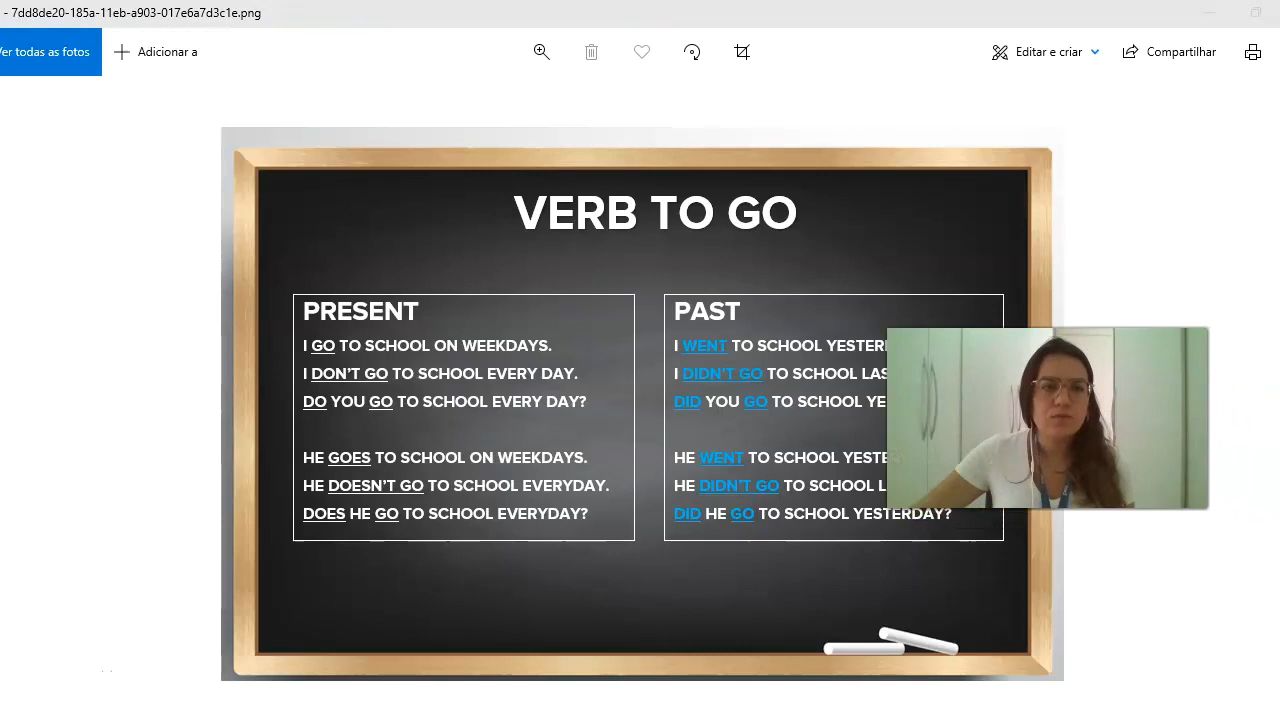 - 7dd8de20-185a-11eb-a903-017e6a7d3c1e.png
Ver todas as fotos
Adicionar a
Editar e criar
Compartilhar
VERB TO GO
PRESENT
I GO TO SCHOOL ON WEEKDAYS.
I DON'T GO TO SCHOOL EVERY DAY.
DO YOU GO TO SCHOOL EVERY DAY?
HE GOES TO SCHOOL ON WEEKDAYS.
HE DOESN'T GO TO SCHOOL EVERYDAY.
DOES HE GO TO SCHOOL EVERYDAY?
PAST
I WENT TO SCHOOL
I DIDN'T GO TO SCHOOL
DID YOU GO TO SCHOOL
HE WENT TO SCHOOL
HE DIDN'T GO TO SCHOOL
DID HE GO TO SCHOOL YESTERDAY?